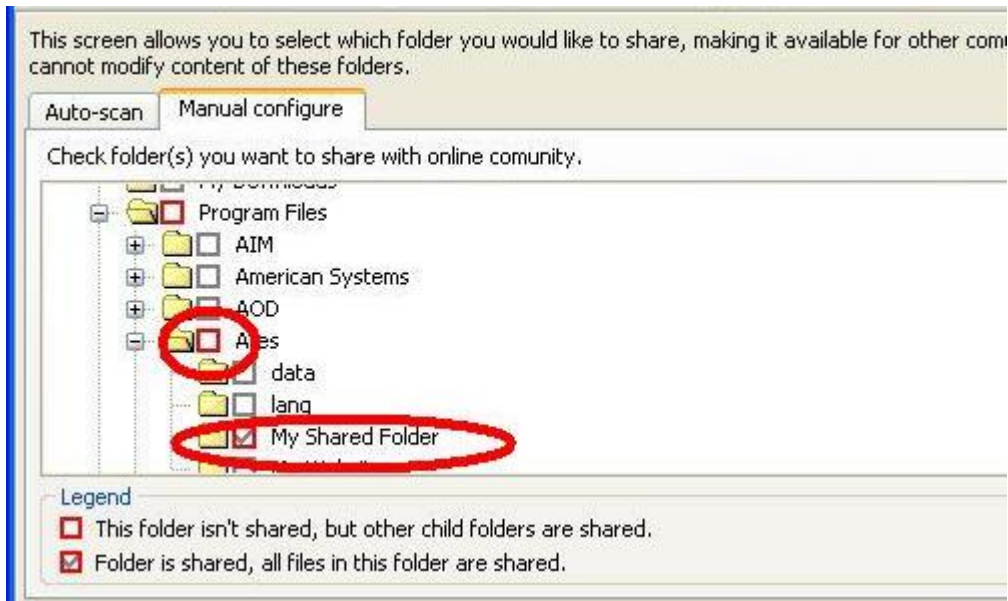 This screen allows you to select which folder you would like to share, making it available for other
cannot modify content of these folders.
Auto-scan Manual configure
Check folder(s) you want to share with online comunity.
My Downloads
Program Files
AIM
American Systems
AOD
Ares
data
lang
My Shared Folder
Legend
This folder isn't shared, but other child folders are shared.
Folder is shared, all files in this folder are shared.